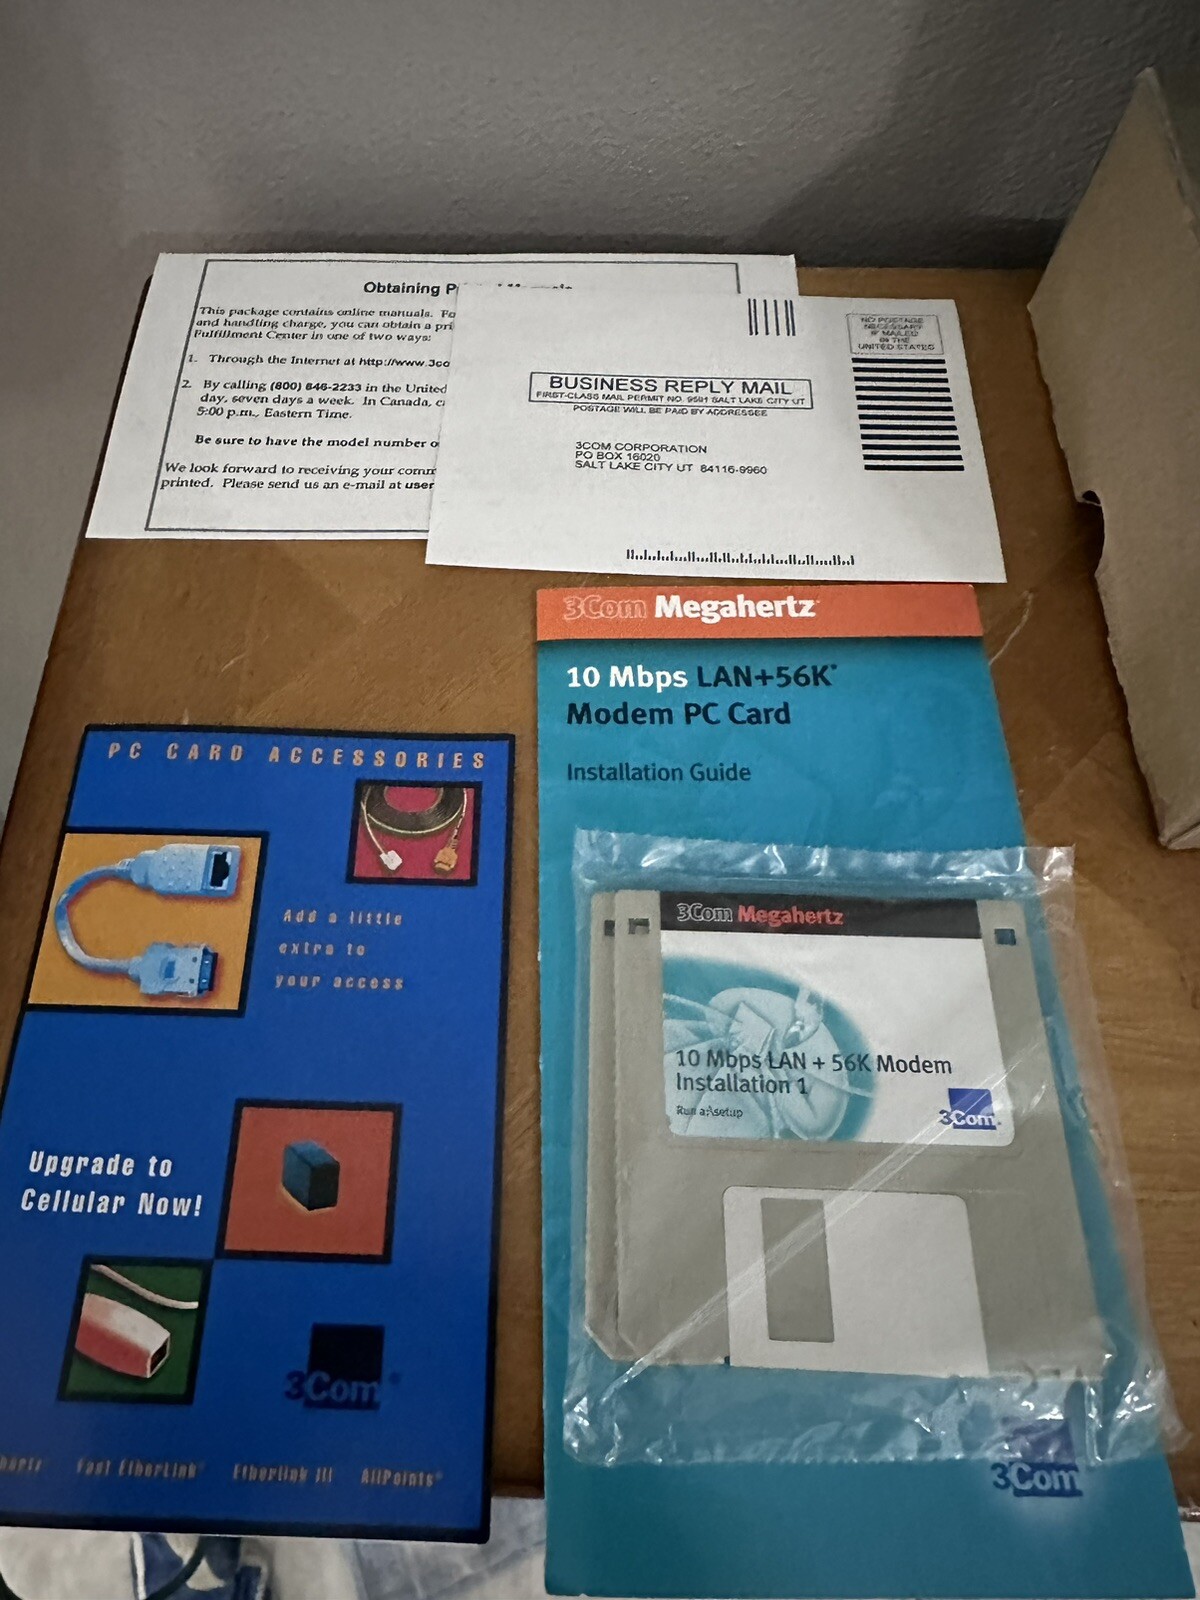 Obtaining P
This package contains online manuals. Fo
and handling charge, you can obtain a pri
Fulfillment Center in one of two ways:
1. Through the Internet at http://www.3co
2. By calling (800) 846-2233 in the United
day, seven days a week. In Canada, c
5:00 p.m., Eastern Time.
Be sure to have the model number o
We look forward to receiving your comm
printed. Please send us an e-mail at user
NO POSTAGE
NECESSARY
IF MAILED
IN THE
UNITED STATES
BUSINESS REPLY MAIL
FIRST-CLASS MAIL PERMIT NO. 9591 SALT LAKE CITY UT
POSTAGE WILL BE PAID BY ADDRESSEE
3COM CORPORATION
PO BOX 16020
SALT LAKE CITY UT 84116-9960
3Com Megahertz
10 Mbps LAN+56K*
Modem PC Card
Installation Guide
3Com Megahertz
10 Mbps LAN + 56K Modem
Installation 1
Run a:\setup
3Com
3Com
PC CARD ACCESSORIES
Add a little
extra to
your access
Upgrade to
Cellular Now!
3Com®
hertz Fast EtherLink® Etherlink III AllPoints®